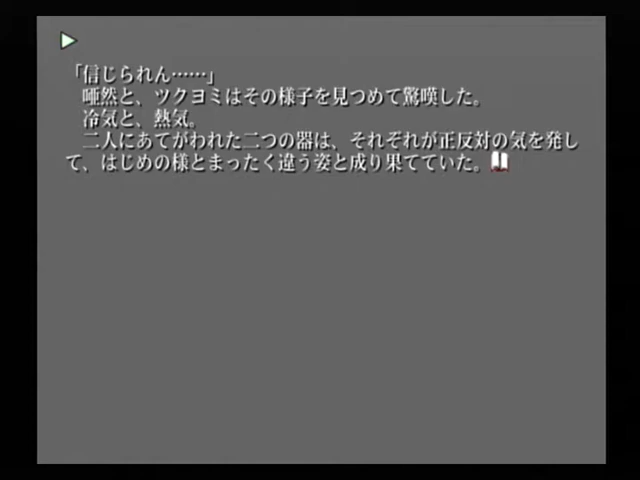 「信じられん……」
　唖然と、ツクヨミはその様子を見つめて驚嘆した。
　冷気と、熱気。
　二人にあてがわれた二つの器は、それぞれが正反対の気を発し
て、はじめの様とまったく違う姿と成り果てていた。